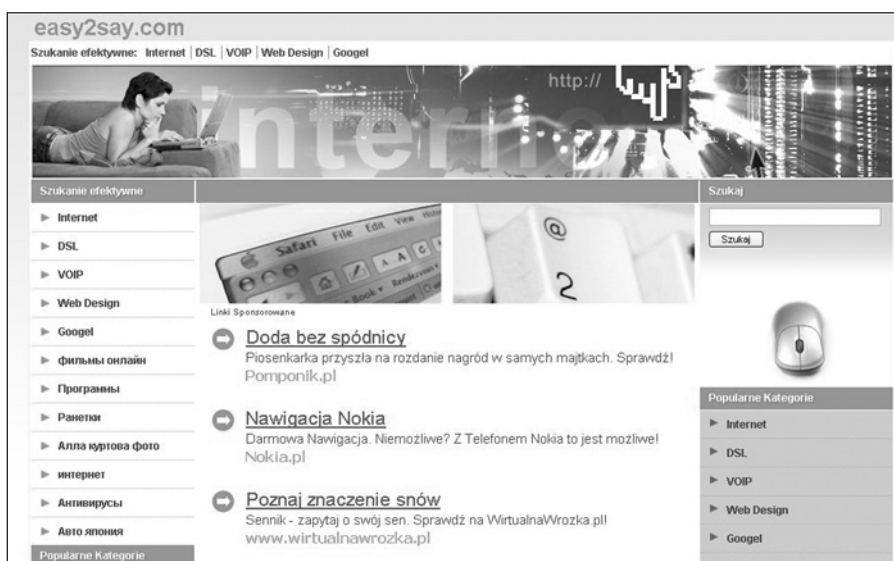 easy2say.com
Szukanie efektywne: Internet | DSL | VOIP | Web Design | Googel
http://
internet
Szukanie efektywne
Internet
DSL
VOIP
Web Design
Googel
фильмы онлайн
Программы
Ранетки
Алла куртова фото
интернет
Антивирусы
Авто япония
Popularne Kategorie
Safari File Edit View
Book Rendezvous
@
2
Linki Sponsorowane
Doda bez spódnicy
Piosenkarka przyszła na rozdanie nagród w samych majtkach. Sprawdź!
Pomponik.pl
Nawigacja Nokia
Darmowa Nawigacja. Niemożliwe? Z Telefonem Nokia to jest możliwe!
Nokia.pl
Poznaj znaczenie snów
Sennik - zapytaj o swój sen. Sprawdź na WirtualnaWrozka.pl!
www.wirtualnawrozka.pl
Szukaj
Szukaj
Popularne Kategorie
Internet
DSL
VOIP
Web Design
Googel